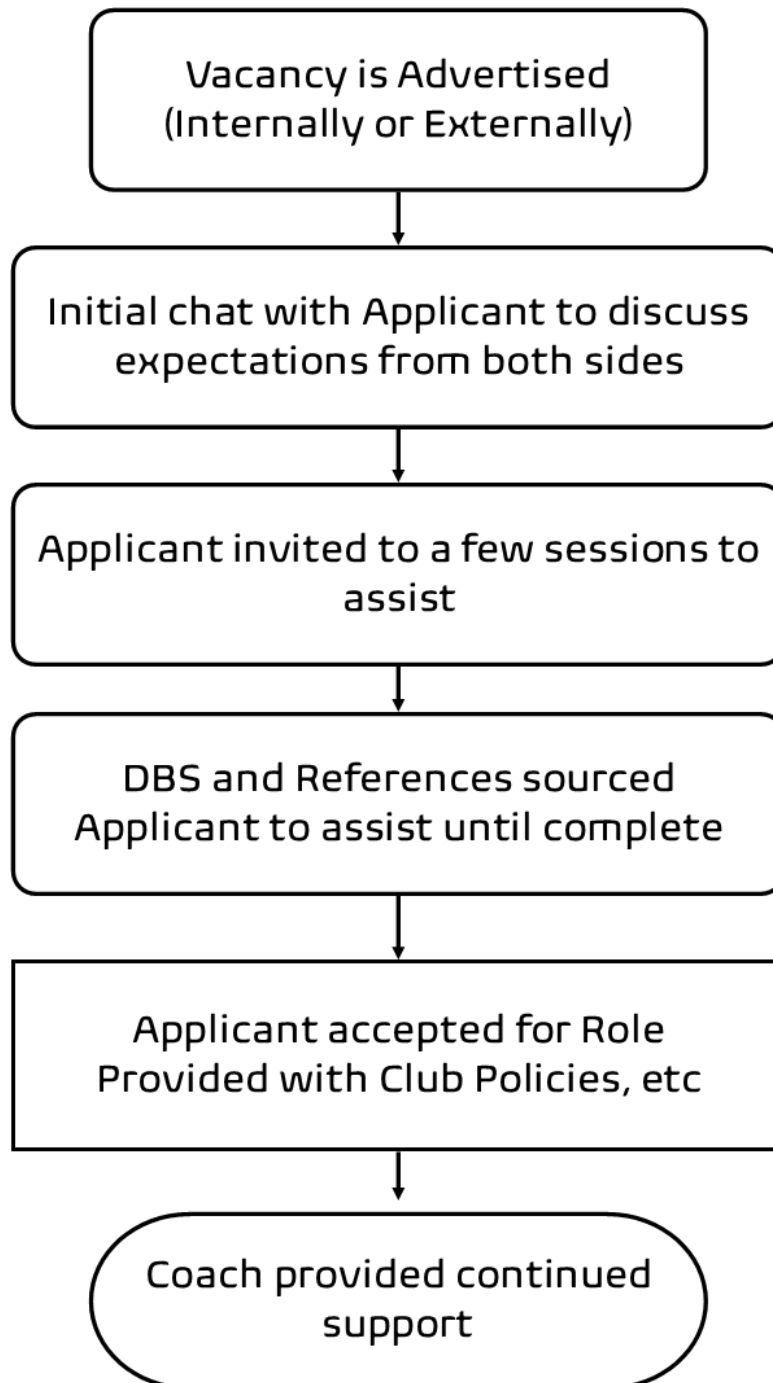 Vacancy is Advertised
(Internally or Externally)
Initial chat with Applicant to discuss
expectations from both sides
Applicant invited to a few sessions to
assist
DBS and References sourced
Applicant to assist until complete
Applicant accepted for Role
Provided with Club Policies, etc
Coach provided continued
support